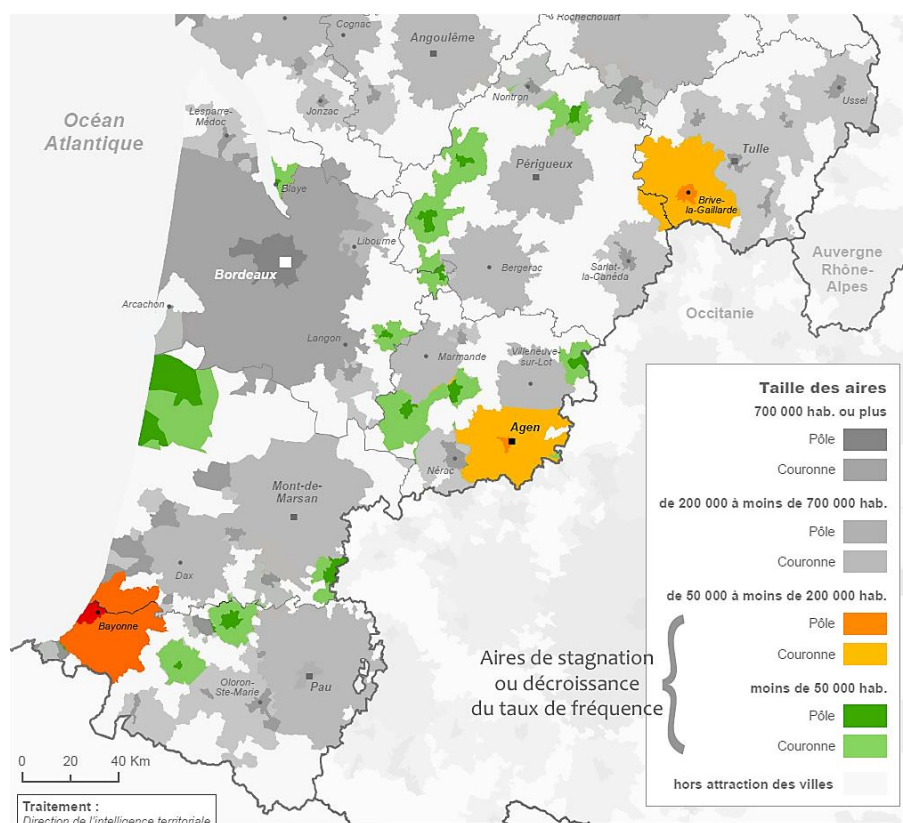 Cognac
Rochechouart
Angoulême
Nontron
Ussel
Jonzac
Lesparre-
Médoc
Océan
Atlantique
Tulle
Périgueux
Blaye
Brive-
la-Gaillarde
Libourne
Bordeaux
Bergerac
Sarlat-
la-Canéda
Auvergne
Rhône-
Alpes
Arcachon
Occitanie
Langon
Marmande
Villeneuve-
sur-Lot
Agen
Nérac
Mont-de-
Marsan
Dax
Bayonne
Oloron-
Ste-Marie
Pau
Taille des aires
700 000 hab. ou plus
Pôle
Couronne
de 200 000 à moins de 700 000 hab.
Pôle
Couronne
de 50 000 à moins de 200 000 hab.
Pôle
Couronne
moins de 50 000 hab.
Pôle
Couronne
hors attraction des villes
Aires de stagnation
ou décroissance
du taux de fréquence
0 20 40 Km
Traitement :
Direction de l'intelligence territoriale